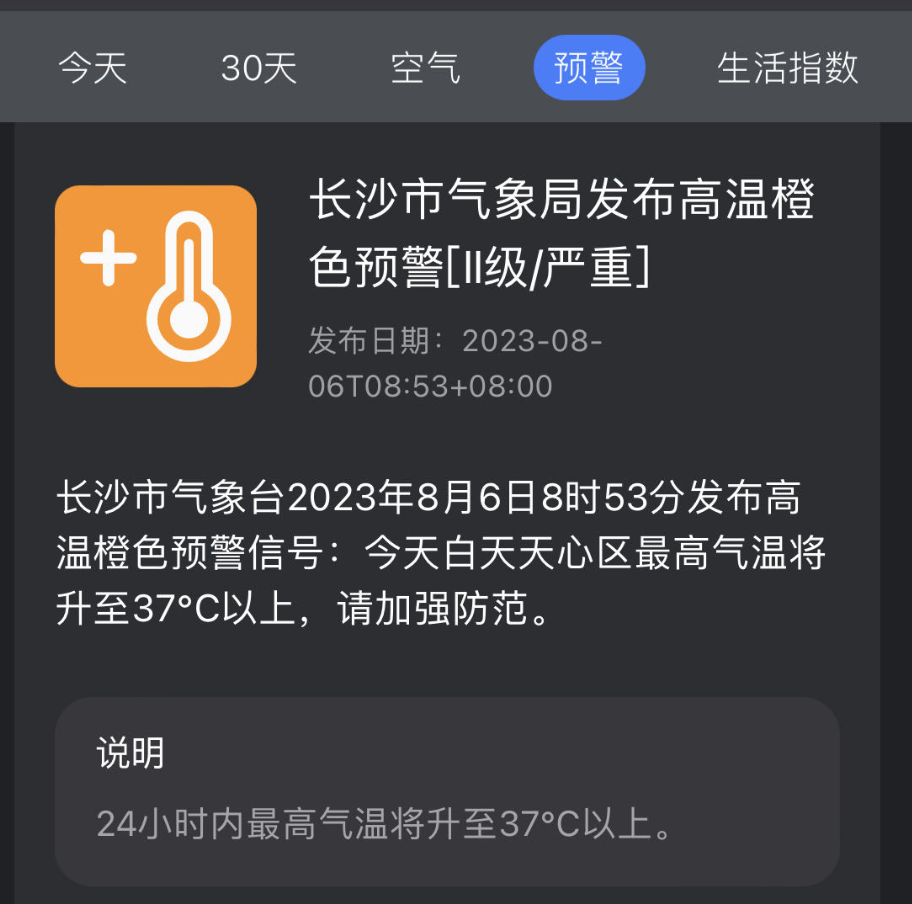 今天 30天 空气 预警 生活指数
长沙市气象局发布高温橙
色预警[II级/严重]
发布日期：2023-08-
06T08:53+08:00
长沙市气象台2023年8月6日8时53分发布高
温橙色预警信号：今天白天天心区最高气温将
升至37°C以上，请加强防范。
说明
24小时内最高气温将升至37°C以上。